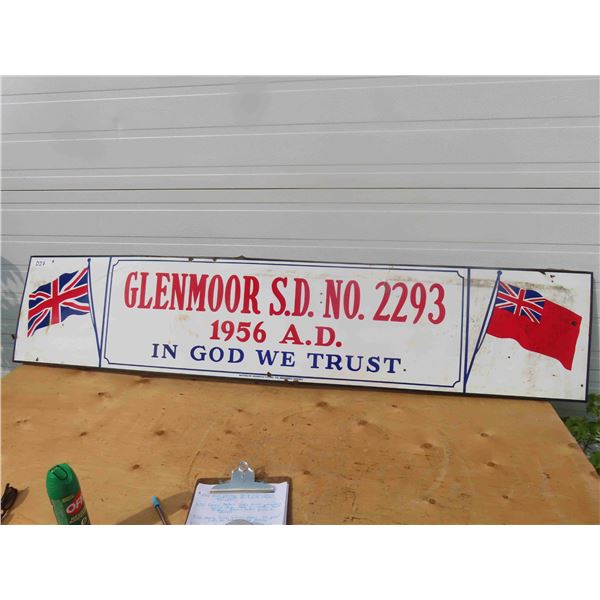 GLENMOOR S.D. NO. 2293
1956 A.D.
IN GOD WE TRUST
OFF!